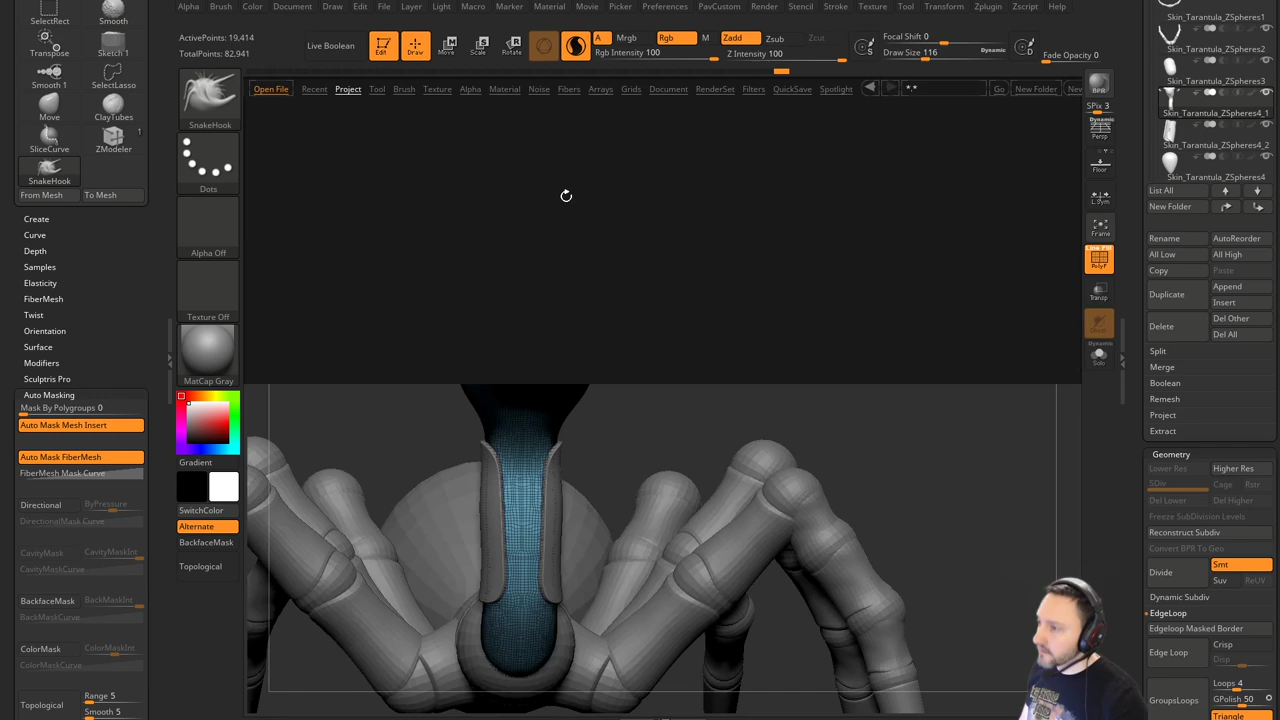 Alpha Brush Color Document Draw Edit File Layer Light Macro Marker Material Movie Picker Preferences PavCustom Render Stencil Stroke Texture Tool Transform Zplugin Zscript Help
SelectRect Smooth
Transpose Sketch 1
Smooth 1 SelectLasso
Move ClayTubes
SliceCurve ZModeler 1
SnakeHook
From Mesh To Mesh
Create
Curve
Depth
Samples
Elasticity
FiberMesh
Twist
Orientation
Surface
Modifiers
Sculptris Pro
Auto Masking
Mask By Polygroups 0
Auto Mask Mesh Insert
Auto Mask FiberMesh
FiberMesh Mask Curve
Directional ByPressure
DirectionalMask Curve
CavityMask CavityMaskInt
CavityMaskCurve
BackfaceMask BackMaskInt
BackMaskCurve
ColorMask ColorMaskInt
ColorMaskCurve
Topological Range 5
Smooth 5
ActivePoints: 19,414
TotalPoints: 82,941
Live Boolean
Edit Draw Move Scale Rotate
A Mrgb Rgb M Zadd Zsub Zcut
Rgb Intensity 100 Z Intensity 100
Focal Shift 0
Draw Size 116 Dynamic
S D
Fade Opacity 0
Open File Recent Project Tool Brush Texture Alpha Material Noise Fibers Arrays Grids Document RenderSet Filters QuickSave Spotlight *.* Go New Folder New
SnakeHook
Dots
Alpha Off
Texture Off
MatCap Gray
Gradient
SwitchColor
Alternate
BackfaceMask
Topological
BPR
SPix 3
Dynamic
Persp
Floor
L.Sym
Frame
Line Fill
PolyF
Transp
Dynamic
Solo
Skin_Tarantula_ZSpheres1
Skin_Tarantula_ZSpheres2
Skin_Tarantula_ZSpheres3
Skin_Tarantula_ZSpheres4_1
Skin_Tarantula_ZSpheres4_2
Skin_Tarantula_ZSpheres4
List All
New Folder
Rename AutoReorder
All Low All High
Copy Paste
Duplicate Append
Insert
Delete Del Other
Del All
Split
Merge
Boolean
Remesh
Project
Extract
Geometry
Lower Res Higher Res
SDiv Cage Rstr
Del Lower Del Higher
Freeze SubDivision Levels
Reconstruct Subdiv
Convert BPR To Geo
Divide Smt
Suv ReUV
Dynamic Subdiv
EdgeLoop
Edgeloop Masked Border
Edge Loop Crisp
Disp
GroupsLoops Loops 4
GPolish 50
Triangle